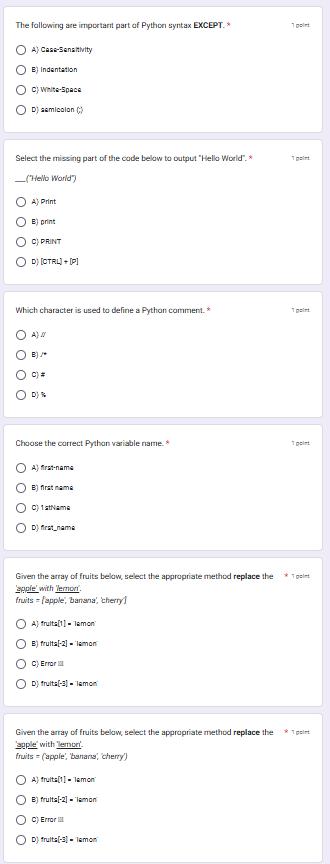 The following are important part of Python syntax EXCEPT. *
1 point
A) Case-Sensitivity
B) Indentation
C) White-Space
D) semicolon (;)
Select the missing part of the code below to output "Hello World". *
1 point
__("Hello World")
A) Print
B) print
C) PRINT
D) [CTRL] + [P]
Which character is used to define a Python comment. *
1 point
A) //
B) /*
C) #
D) %
Choose the correct Python variable name. *
1 point
A) first-name
B) first name
C) 1stName
D) first_name
Given the array of fruits below, select the appropriate method replace the * 1 point
'apple' with 'lemon'.
fruits = ['apple', 'banana', 'cherry']
A) fruits[1] = 'lemon'
B) fruits[-2] = 'lemon'
C) Error
D) fruits[-3] = 'lemon'
Given the array of fruits below, select the appropriate method replace the * 1 point
'apple' with 'lemon'.
fruits = ('apple', 'banana', 'cherry')
A) fruits[1] = 'lemon'
B) fruits[-2] = 'lemon'
C) Error
D) fruits[-3] = 'lemon'